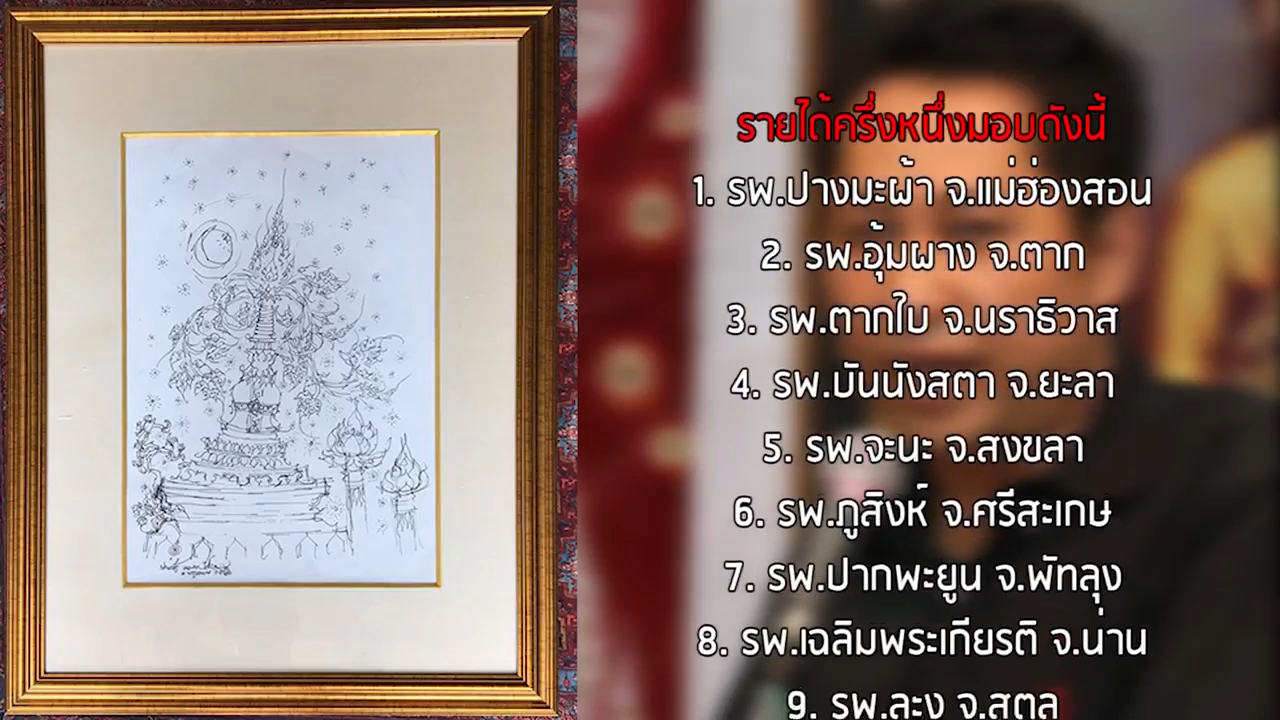 รายได้ครึ่งหนึ่งมอบดังนี้
1. รพ.ปางมะผ้า จ.แม่ฮ่องสอน
2. รพ.อุ้มผาง จ.ตาก
3. รพ.ตากใบ จ.นราธิวาส
4. รพ.บันนังสตา จ.ยะลา
5. รพ.จะนะ จ.สงขลา
6. รพ.ภูสิงห์ จ.ศรีสะเกษ
7. รพ.ปากพะยูน จ.พัทลุง
8. รพ.เฉลิมพระเกียรติ จ.น่าน
9. รพ.ละง จ.สตล